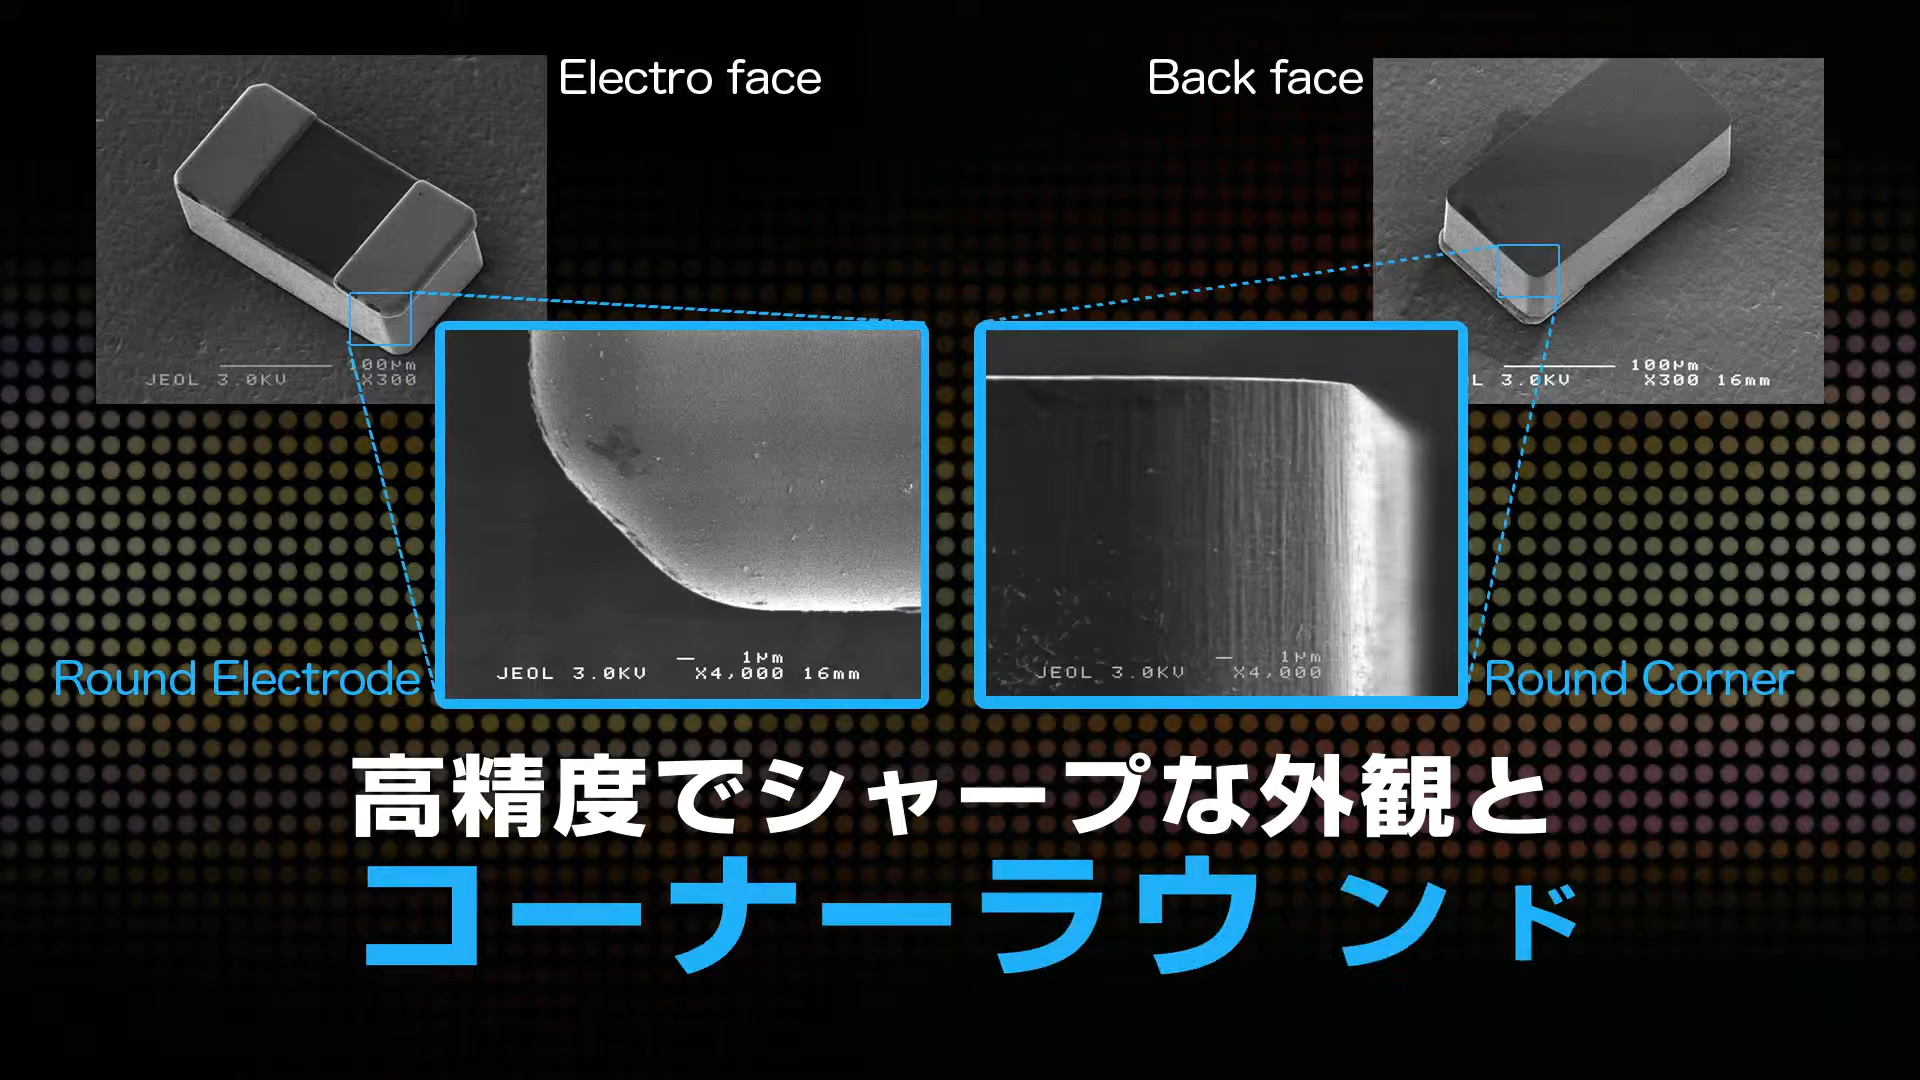 Electro face
Back face
100μm
JEOL 3.0KV X300
100μm
L 3.0KV X300 16mm
1μm
JEOL 3.0KV X4,000 16mm
1μm
JEOL 3.0KV X4,000
Round Electrode
Round Corner
高精度でシャープな外観と
コーナーラウンド